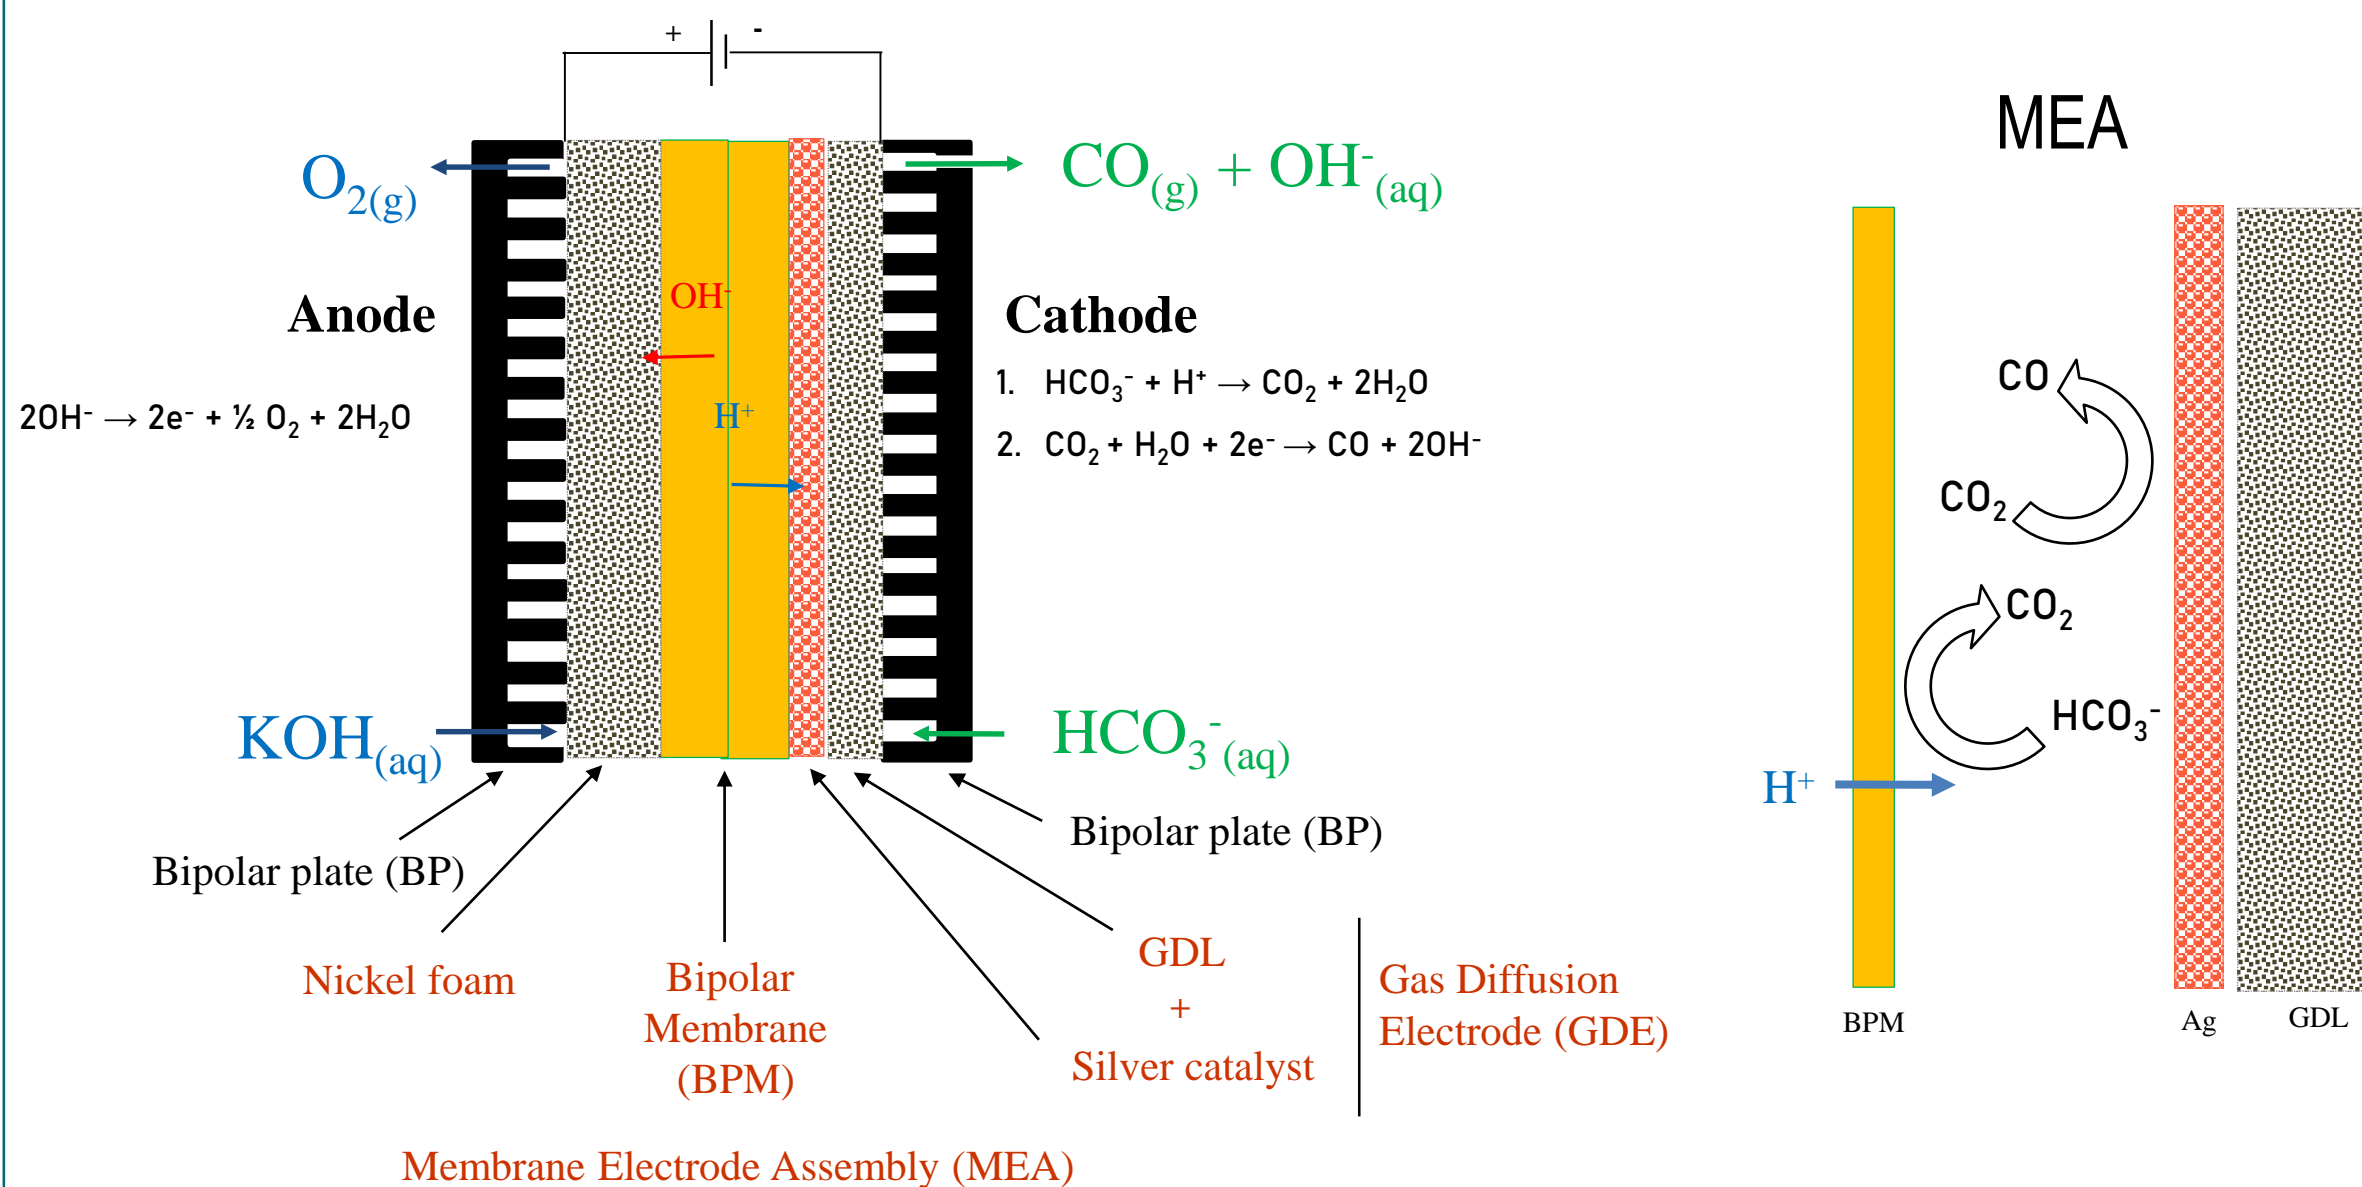 + -
MEA
O₂₍g₎
CO₍g₎ + OH⁻₍aq₎
OH⁻
Anode
Cathode
2OH⁻ → 2e⁻ + ½ O₂ + 2H₂O
H⁺
1. HCO₃⁻ + H⁺ → CO₂ + 2H₂O
2. CO₂ + H₂O + 2e⁻ → CO + 2OH⁻
CO
CO₂
CO₂
HCO₃⁻
H⁺
KOH₍aq₎
HCO₃⁻₍aq₎
Bipolar plate (BP)
Bipolar plate (BP)
Nickel foam
Bipolar
Membrane
(BPM)
GDL
+
Silver catalyst
Gas Diffusion
Electrode (GDE)
BPM
Ag
GDL
Membrane Electrode Assembly (MEA)